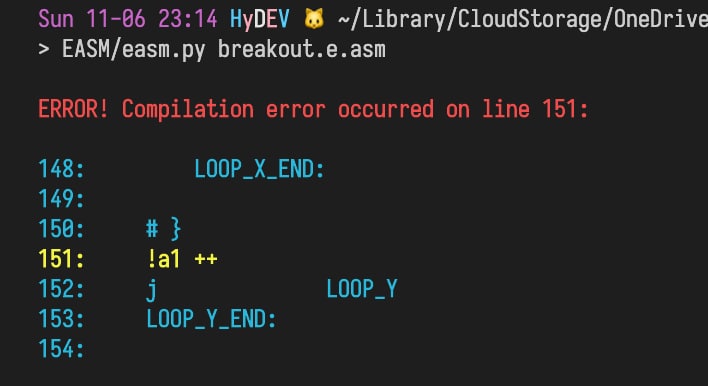 Sun 11-06 23:14 HyDEV 🐱 ~/Library/CloudStorage/OneDrive
> EASM/easm.py breakout.e.asm
ERROR! Compilation error occurred on line 151:
148:         LOOP_X_END:
149:
150:     # }
151:     !a1 ++
152:     j              LOOP_Y
153:     LOOP_Y_END:
154: